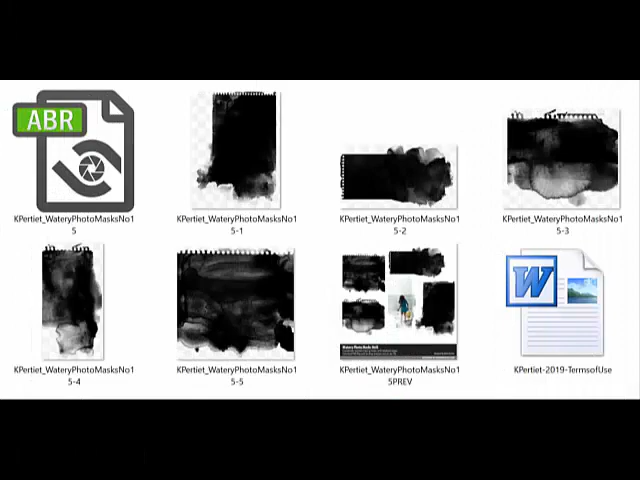 ABR
KPertiet_WateryPhotoMasksNo1
5
KPertiet_WateryPhotoMasksNo1
5-1
KPertiet_WateryPhotoMasksNo1
5-2
KPertiet_WateryPhotoMasksNo1
5-3
W
KPertiet_WateryPhotoMasksNo1
5-4
KPertiet_WateryPhotoMasksNo1
5-5
KPertiet_WateryPhotoMasksNo1
5PREV
KPertiet-2019-TermsofUse